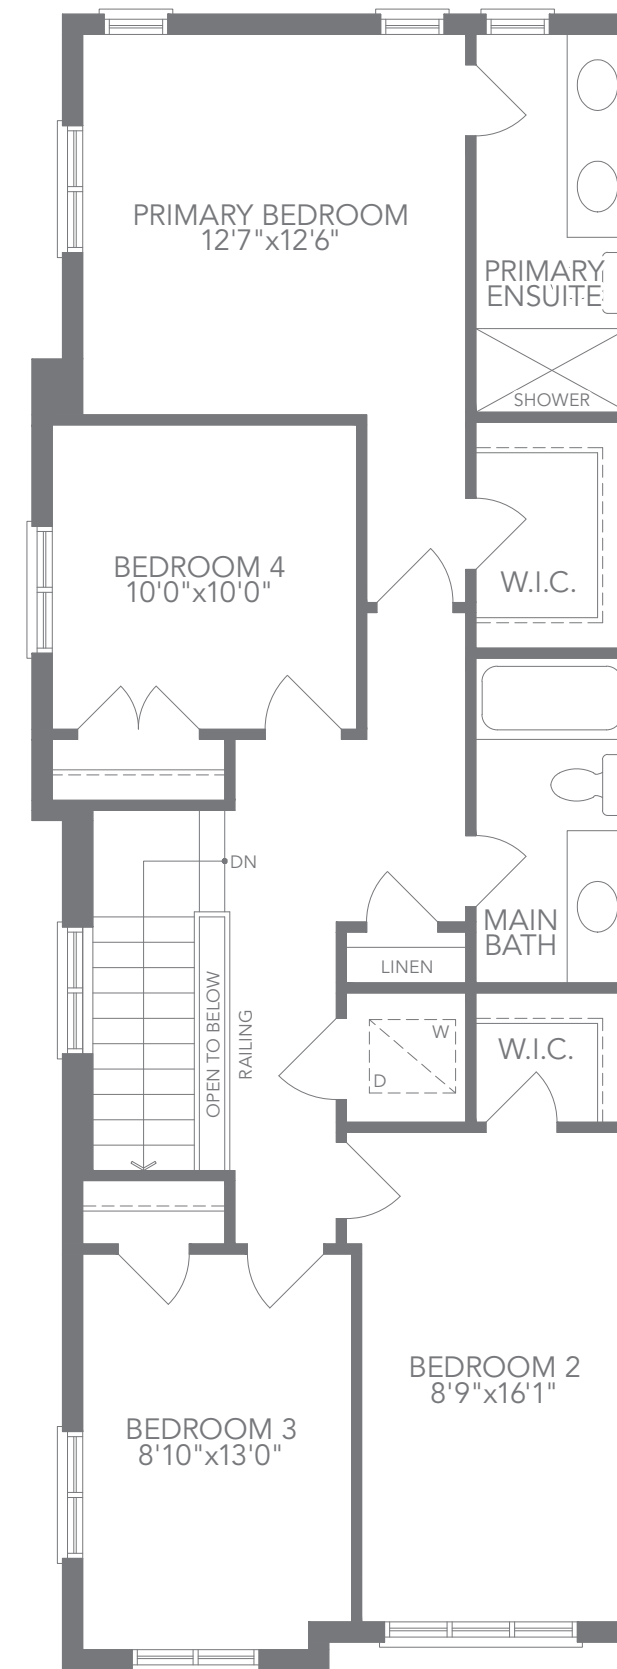 PRIMARY BEDROOM
12'7"x12'6"
PRIMARY
ENSUITE
SHOWER
BEDROOM 4
10'0"x10'0"
W.I.C.
DN
MAIN
BATH
LINEN
OPEN TO BELOW
RAILING
W
D
W.I.C.
BEDROOM 2
8'9"x16'1"
BEDROOM 3
8'10"x13'0"